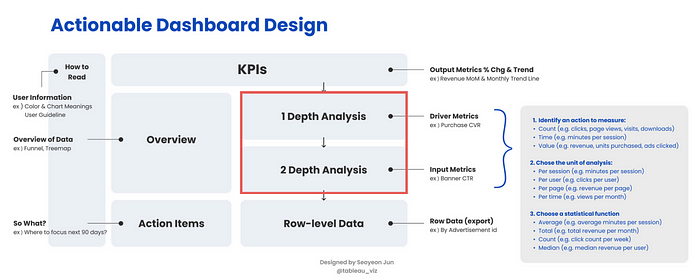 Actionable Dashboard Design
How to
Read
KPIs
Output Metrics % Chg & Trend
ex ) Revenue MoM & Monthly Trend Line
User Information
ex ) Color & Chart Meanings
User Guideline
Overview of Data
ex ) Funnel, Treemap
Overview
1 Depth Analysis
Driver Metrics
ex ) Purchase CVR
2 Depth Analysis
Input Metrics
ex ) Banner CTR
So What?
ex ) Where to focus next 90 days?
Action Items
Row-level Data
Row Data (export)
ex ) By Advertisement id
1. Identify an action to measure:
• Count (e.g. clicks, page views, visits, downloads)
• Time (e.g. minutes per session)
• Value (e.g. revenue, units purchased, ads clicked)
2. Chose the unit of analysis:
• Per session (e.g. minutes per session)
• Per user (e.g. clicks per user)
• Per page (e.g. revenue per page)
• Per time (e.g. views per month)
3. Choose a statistical function
• Average (e.g. average minutes per session)
• Total (e.g. total revenue per month)
• Count (e.g. click count per week)
• Median (e.g. median revenue per user)
Designed by Seoyeon Jun
@tableau_viz